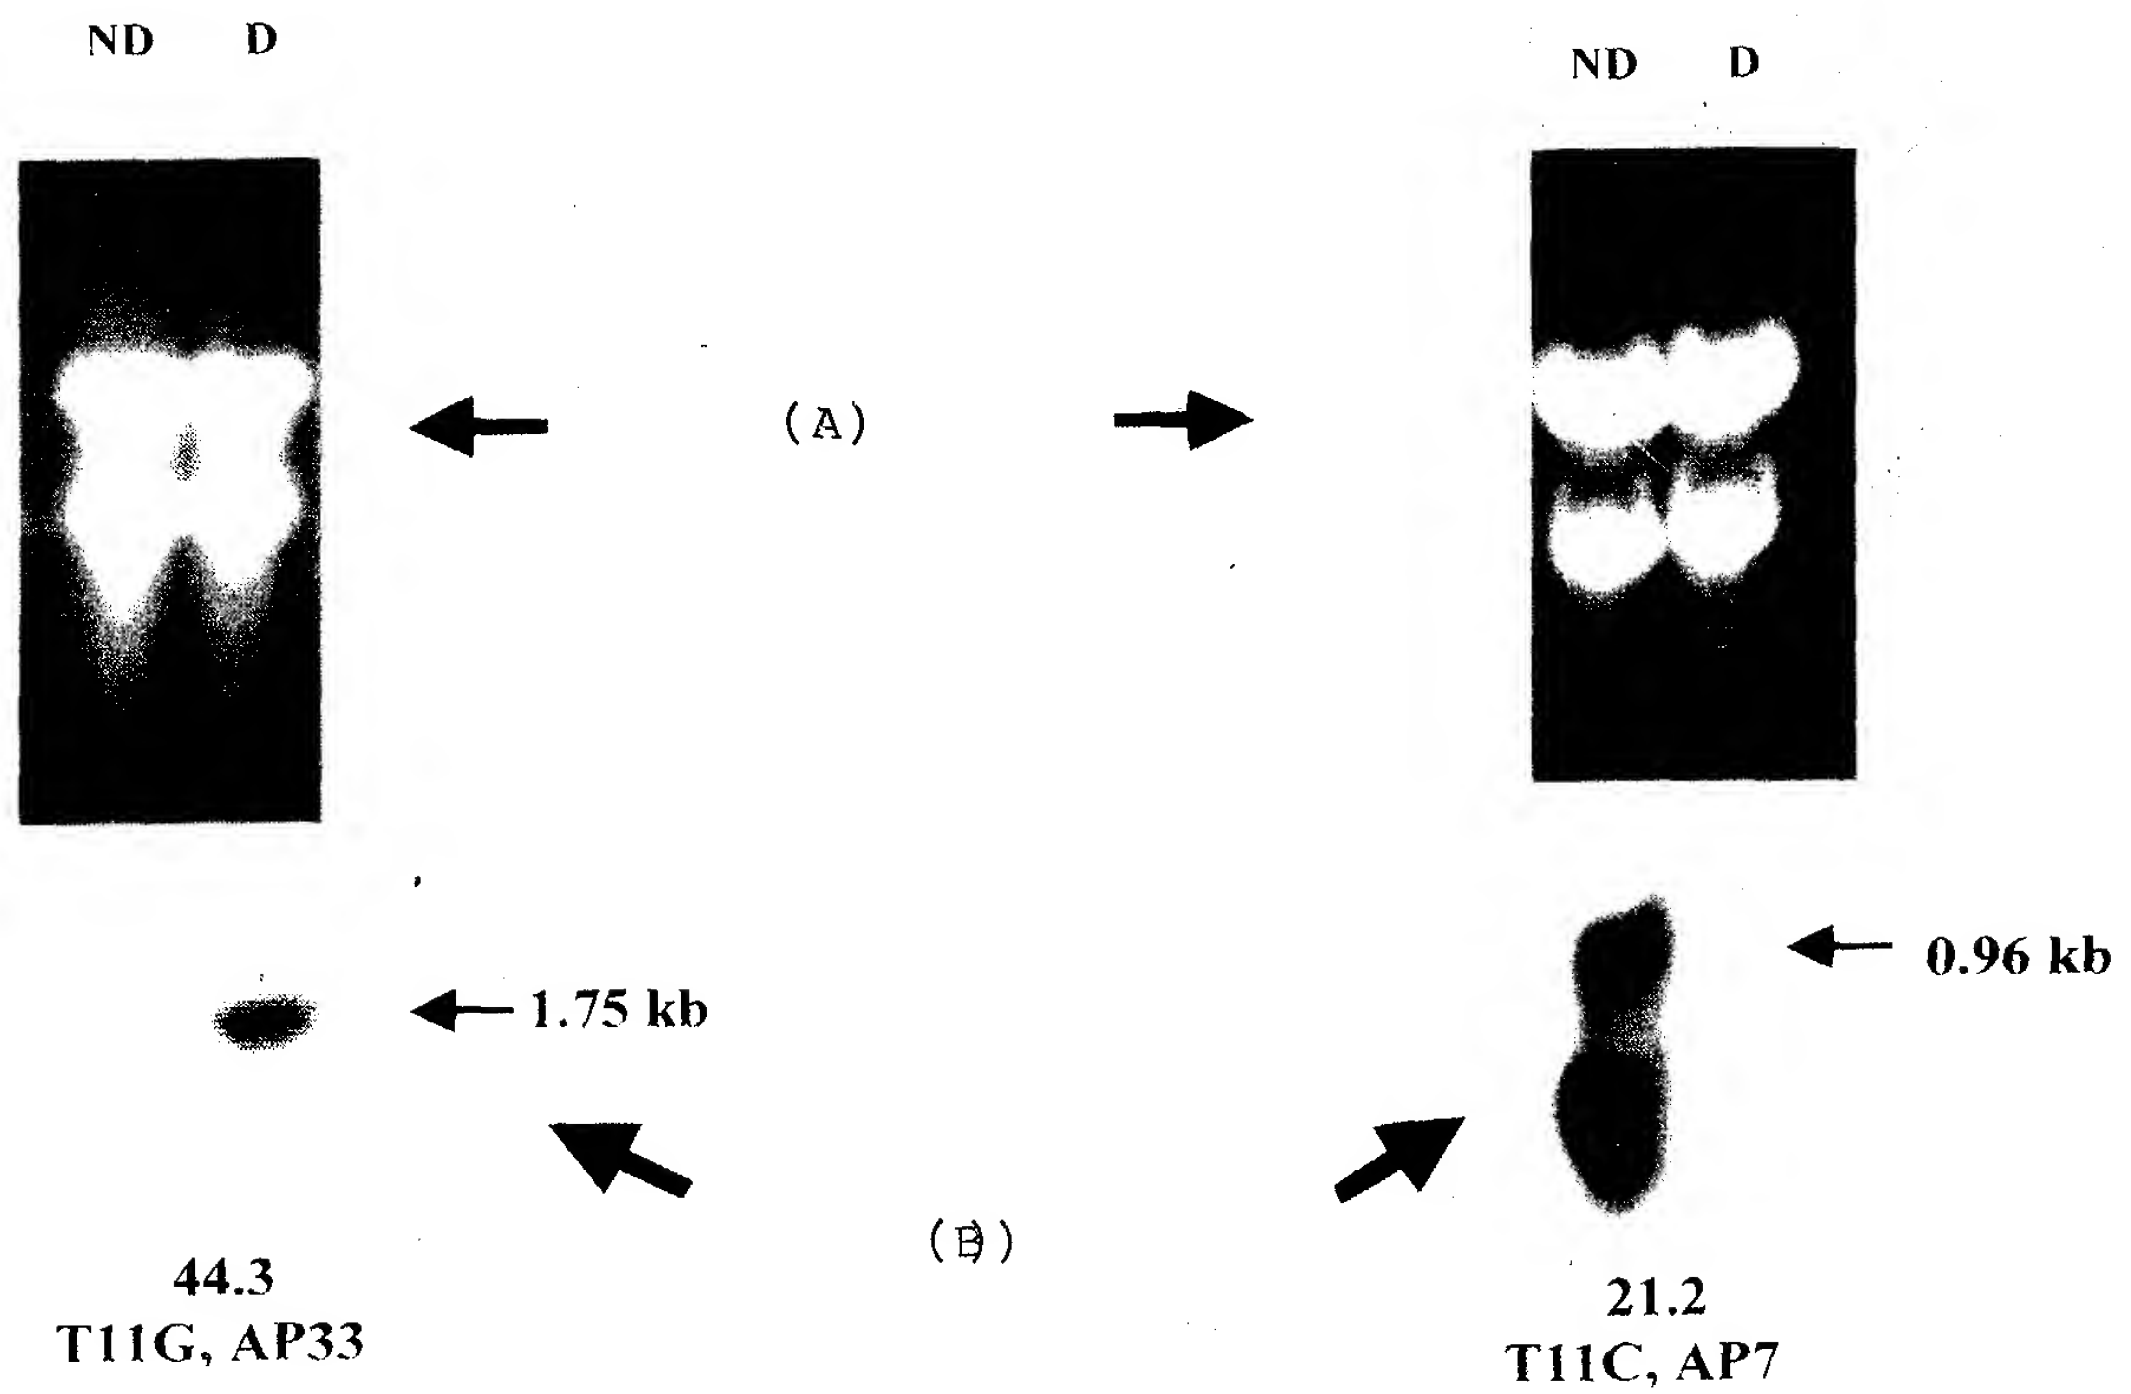 ND D
ND D
(A)
0.96 kb
1.75 kb
(B)
44.3
T11G, AP33
21.2
T11C, AP7